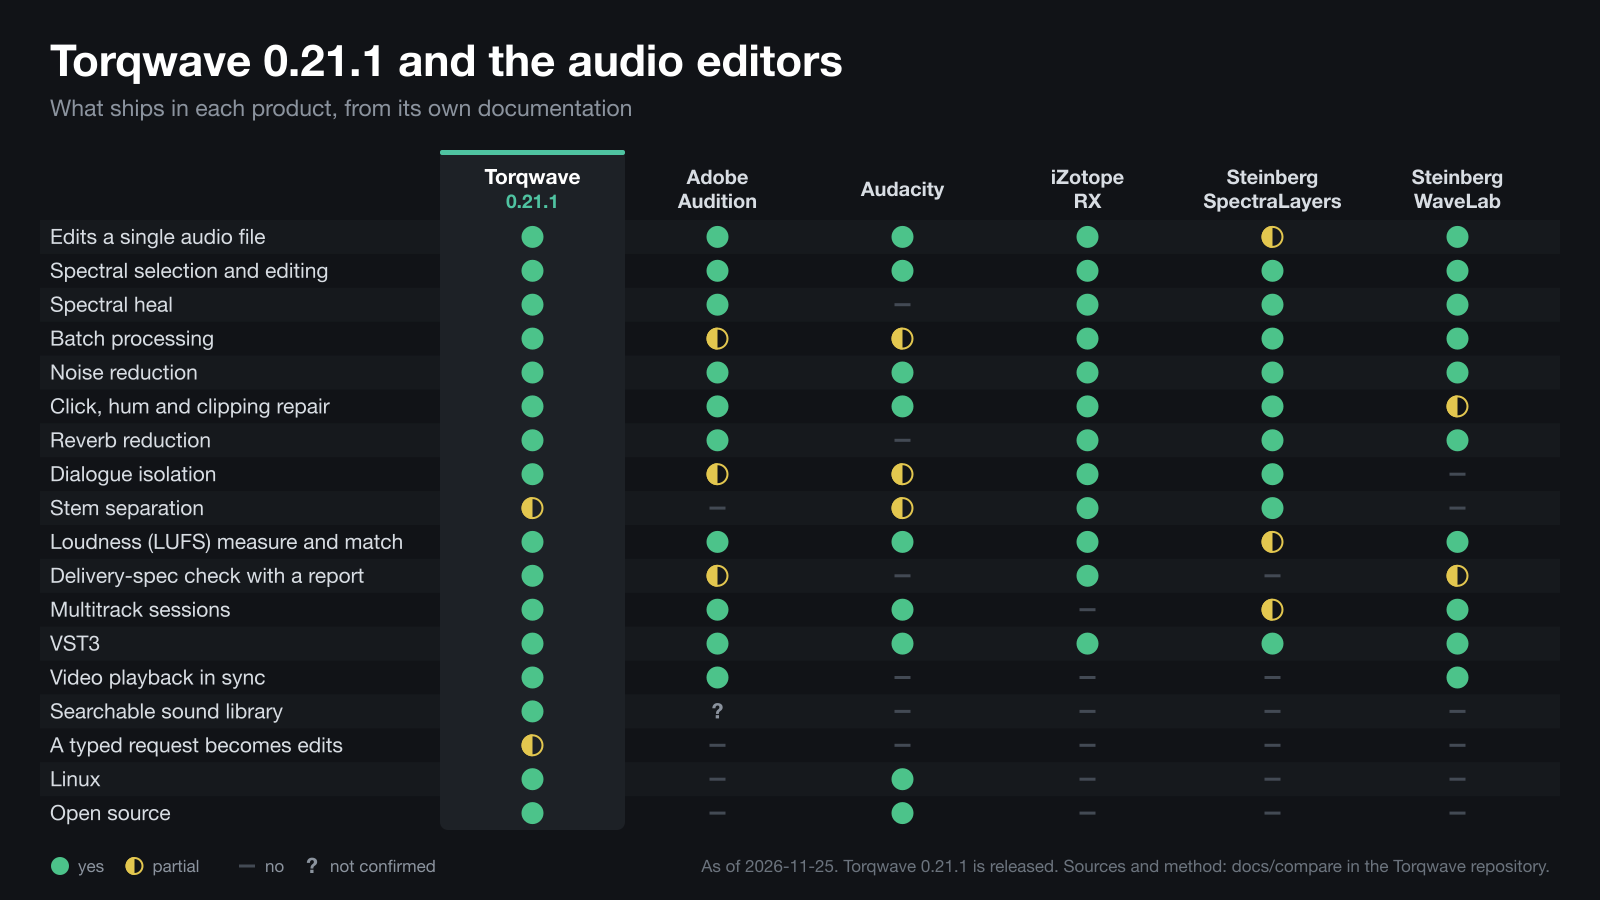 Torqwave 0.21.1 and the audio editors
What ships in each product, from its own documentation
Torqwave
0.21.1
Adobe
Audition
Audacity
iZotope
RX
Steinberg
SpectraLayers
Steinberg
WaveLab
Edits a single audio file
Spectral selection and editing
Spectral heal
Batch processing
Noise reduction
Click, hum and clipping repair
Reverb reduction
Dialogue isolation
Stem separation
Loudness (LUFS) measure and match
Delivery-spec check with a report
Multitrack sessions
VST3
Video playback in sync
Searchable sound library
?
A typed request becomes edits
Linux
Open source
yes
partial
no
? not confirmed
As of 2026-11-25. Torqwave 0.21.1 is released. Sources and method: docs/compare in the Torqwave repository.